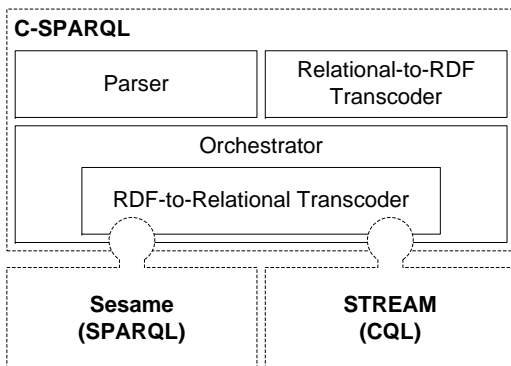 C-SPARQL
Parser
Relational-to-RDF
Transcoder
Orchestrator
RDF-to-Relational Transcoder
Sesame
(SPARQL)
STREAM
(CQL)